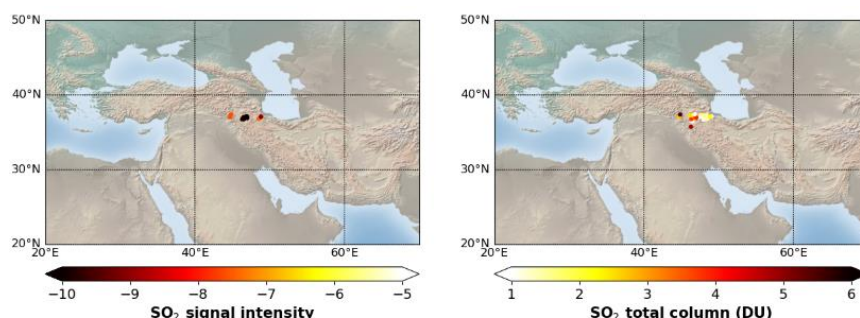 50°N 50°N
40°N 40°N
30°N 30°N
20°N 20°N
20°E 40°E 60°E 20°E 40°E 60°E
−10 −9 −8 −7 −6 −5 1 2 3 4 5 6
SO₂ signal intensity SO₂ total column (DU)